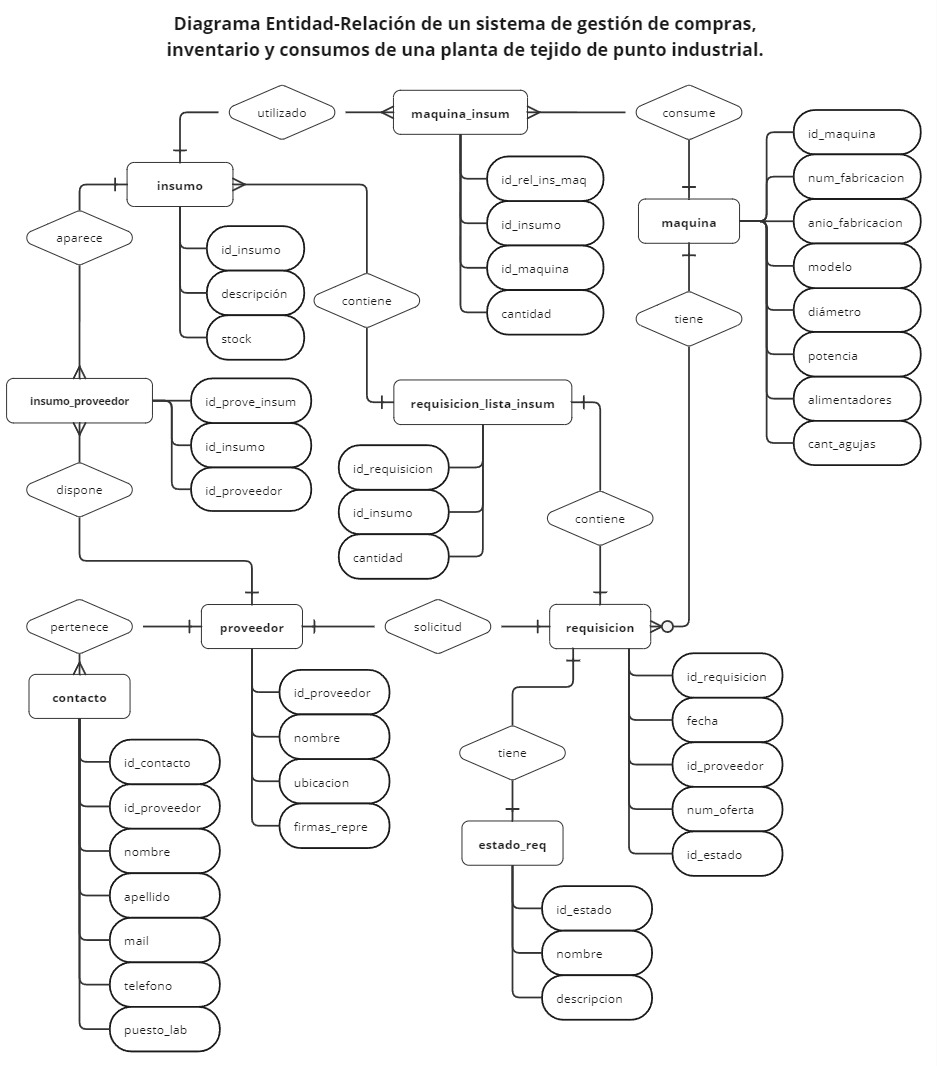 Diagrama Entidad-Relación de un sistema de gestión de compras,
inventario y consumos de una planta de tejido de punto industrial.
utilizado
maquina_insum
consume
id_maquina
num_fabricacion
anio_fabricacion
modelo
diámetro
potencia
alimentadores
cant_agujas
insumo
id_rel_ins_maq
id_insumo
id_maquina
cantidad
maquina
aparece
id_insumo
descripción
stock
contiene
tiene
insumo_proveedor
id_prove_insum
id_insumo
id_proveedor
requisicion_lista_insum
id_requisicion
id_insumo
cantidad
dispone
contiene
pertenece
proveedor
solicitud
requisicion
contacto
id_proveedor
nombre
ubicacion
firmas_repre
id_requisicion
fecha
id_proveedor
num_oferta
id_estado
tiene
id_contacto
id_proveedor
nombre
apellido
mail
telefono
puesto_lab
estado_req
id_estado
nombre
descripcion